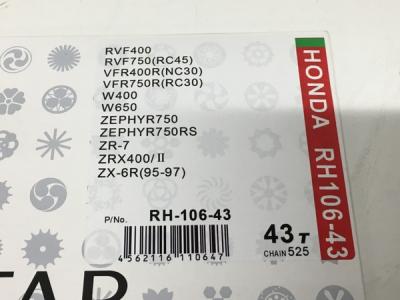 RVF400
RVF750(RC45)
VFR400R(NC30)
VFR750R(RC30)
W400
W650
ZEPHYR750
ZEPHYR750RS
ZR-7
ZRX400/Ⅱ
ZX-6R(95-97)
P/No. RH-106-43
4562116110647
43T
CHAIN 525
HONDA RH106-43